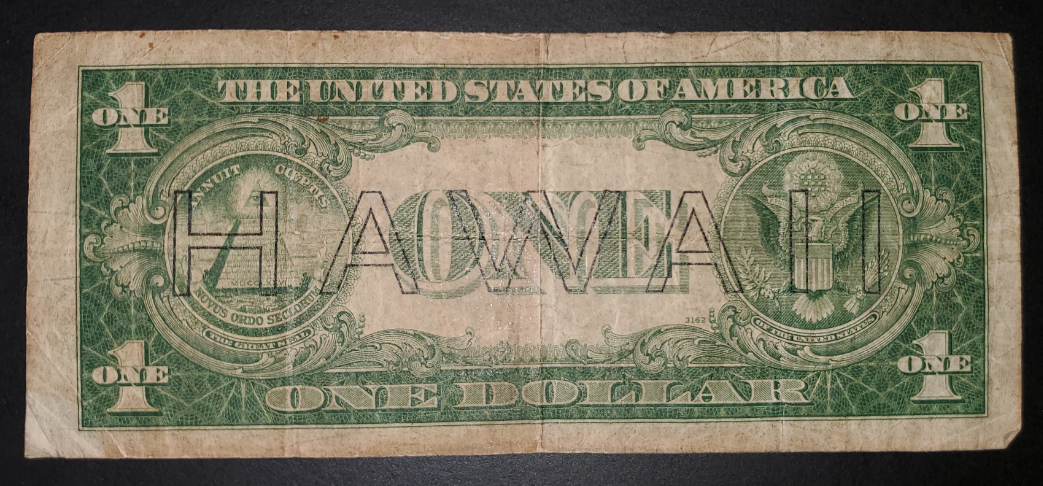 THE UNITED STATES OF AMERICA
1 1
ONE ONE
ANNUIT CŒPTIS
HAWAII
ONE
NOVUS ORDO SECLORUM
3162
THE GREAT SEAL
OF THE UNITED STATES
1 1
ONE ONE
ONE DOLLAR